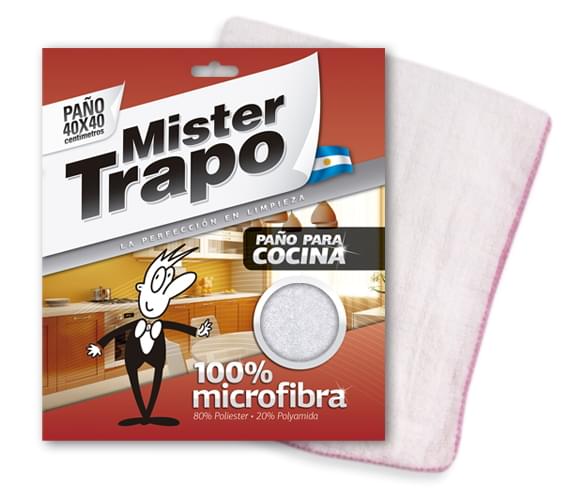 PAÑO
40X40
centímetros
Mister
Trapo
LA PERFECCIÓN EN LIMPIEZA
PAÑO PARA
COCINA
100%
microfibra
80% Poliester • 20% Polyamida